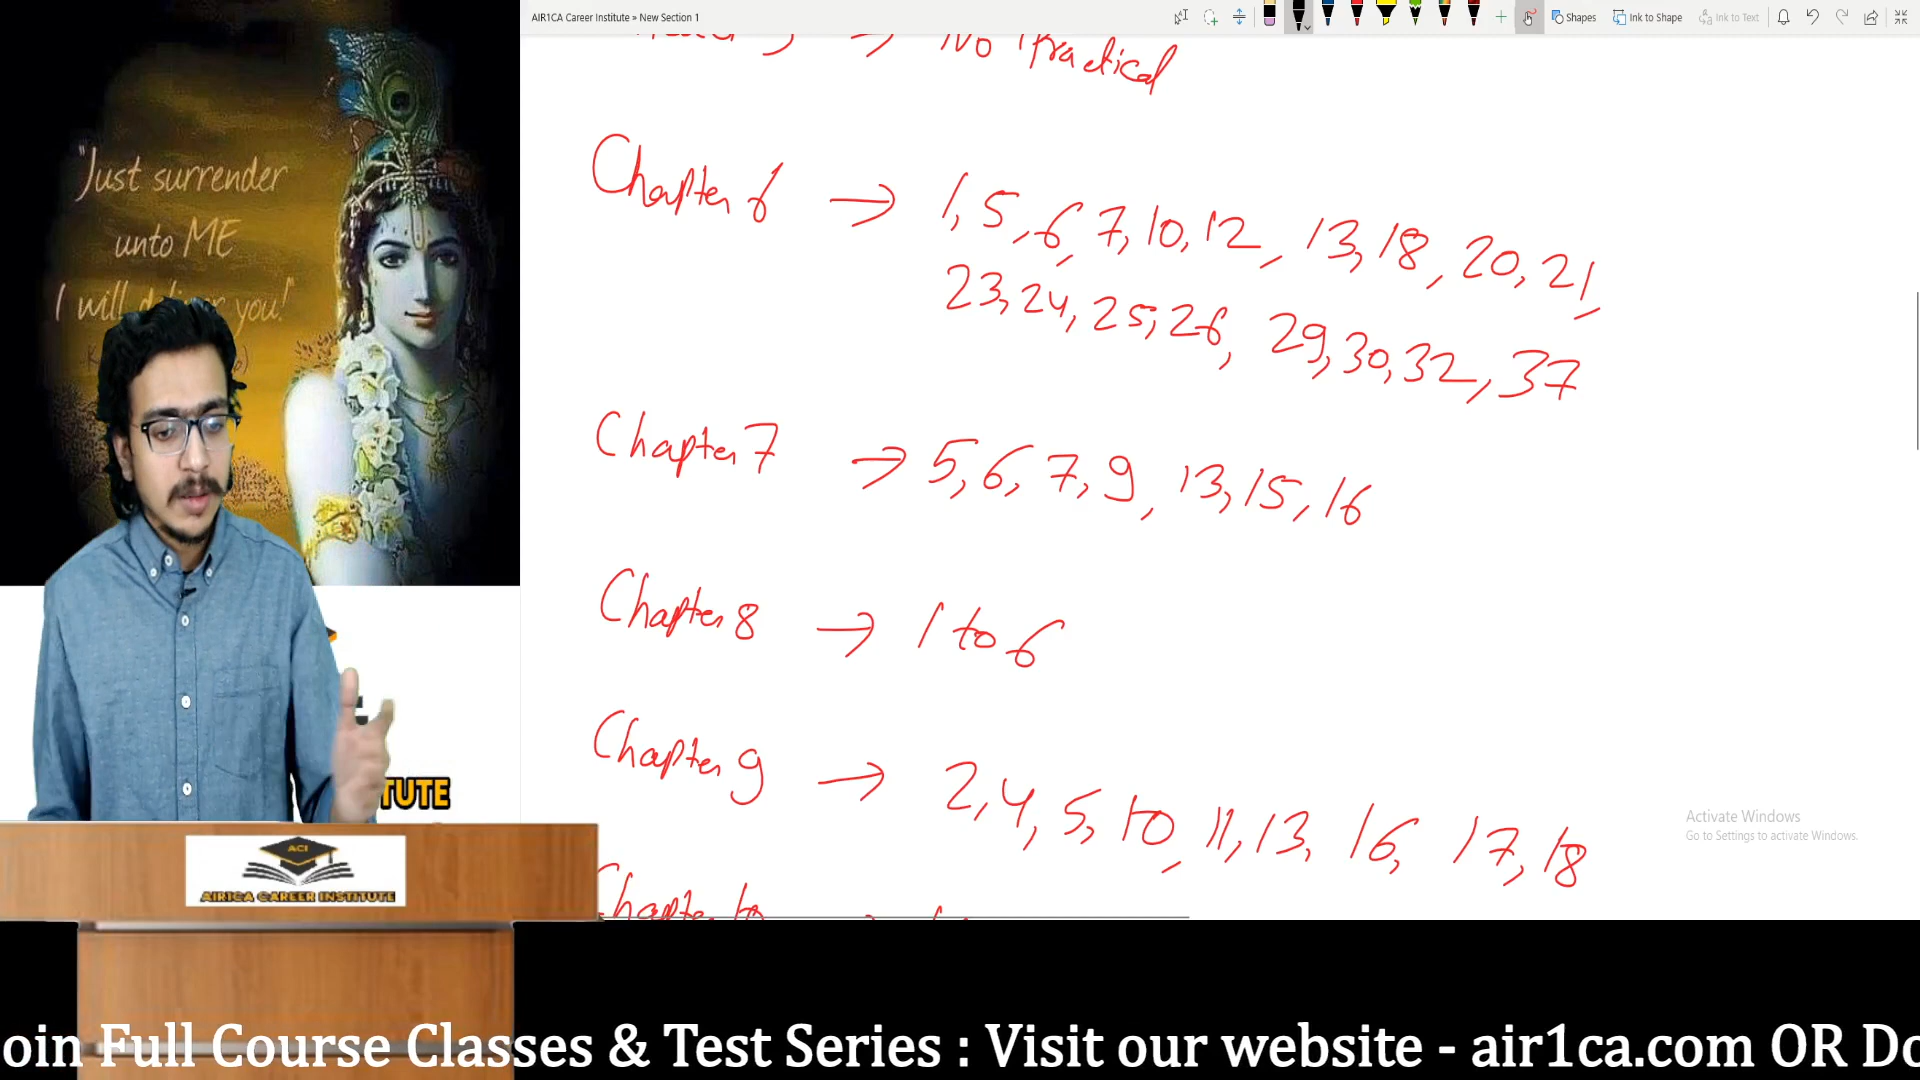 AIR1CA Career Institute » New Section 1
Shapes
Ink to Shape
Ink to Text
"Just surrender
unto ME
I will you!"
No Practical
Chapter 6 → 1, 5, 6, 7, 10, 12, 13, 18, 20, 21,
23, 24, 25, 26, 29, 30, 32, 37
Chapter 7 → 5, 6, 7, 9, 13, 15, 16
Chapter 8 → 1 to 6
Chapter 9 → 2, 4, 5, 10, 11, 13, 16, 17, 18
Chapter 10
TUTE
ACI
AIR1CA CAREER INSTITUTE
Activate Windows
Go to Settings to activate Windows.
oin Full Course Classes & Test Series : Visit our website - air1ca.com OR Do